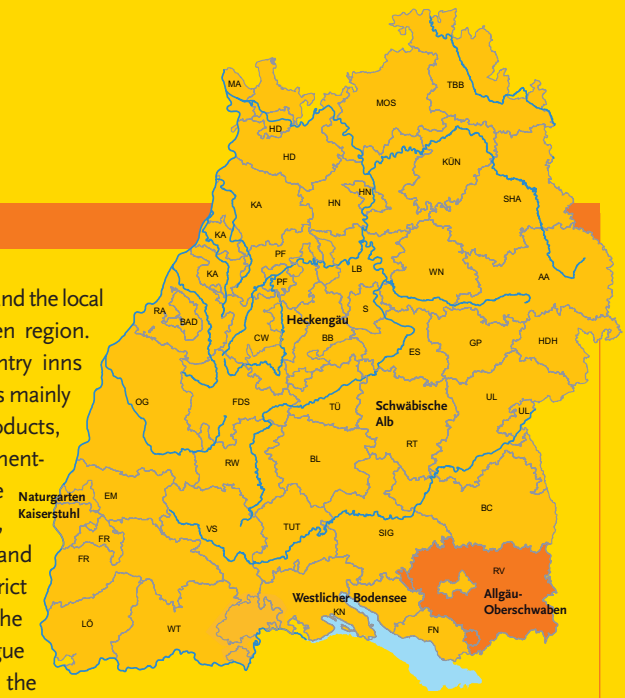 MA
TBB
MOS
HD
HD
KÜN
HN
HN
SHA
KA
KA
PF
WN
LB
KA
PF
AA
RA
BAD
Heckengäu
S
CW
BB
ES
GP
HDH
OG
FDS
TÜ
Schwäbische
Alb
UL
UL
RT
RW
BL
Naturgarten
Kaiserstuhl
EM
BC
FR
FR
VS
TUT
SIG
RV
Allgäu-
Oberschwaben
Westlicher Bodensee
KN
LÖ
WT
FN
nd the local
en region.
ntry inns
s mainly
oducts,
nent-
e
,
and
rict
he
gue
the